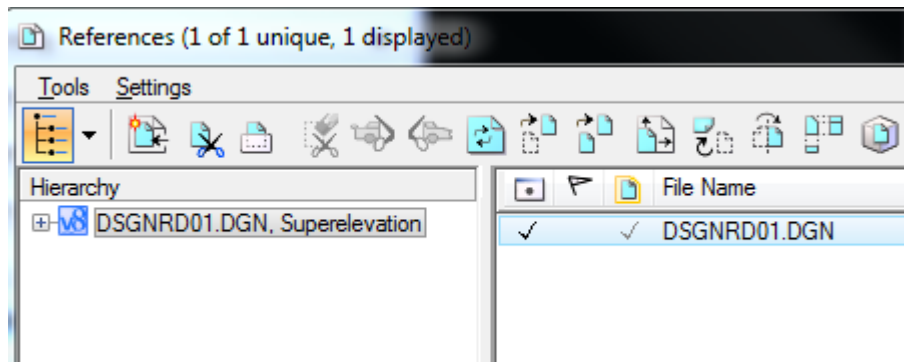 References (1 of 1 unique, 1 displayed)
Tools Settings
Hierarchy
File Name
v8 DSGNRD01.DGN, Superelevation
DSGNRD01.DGN